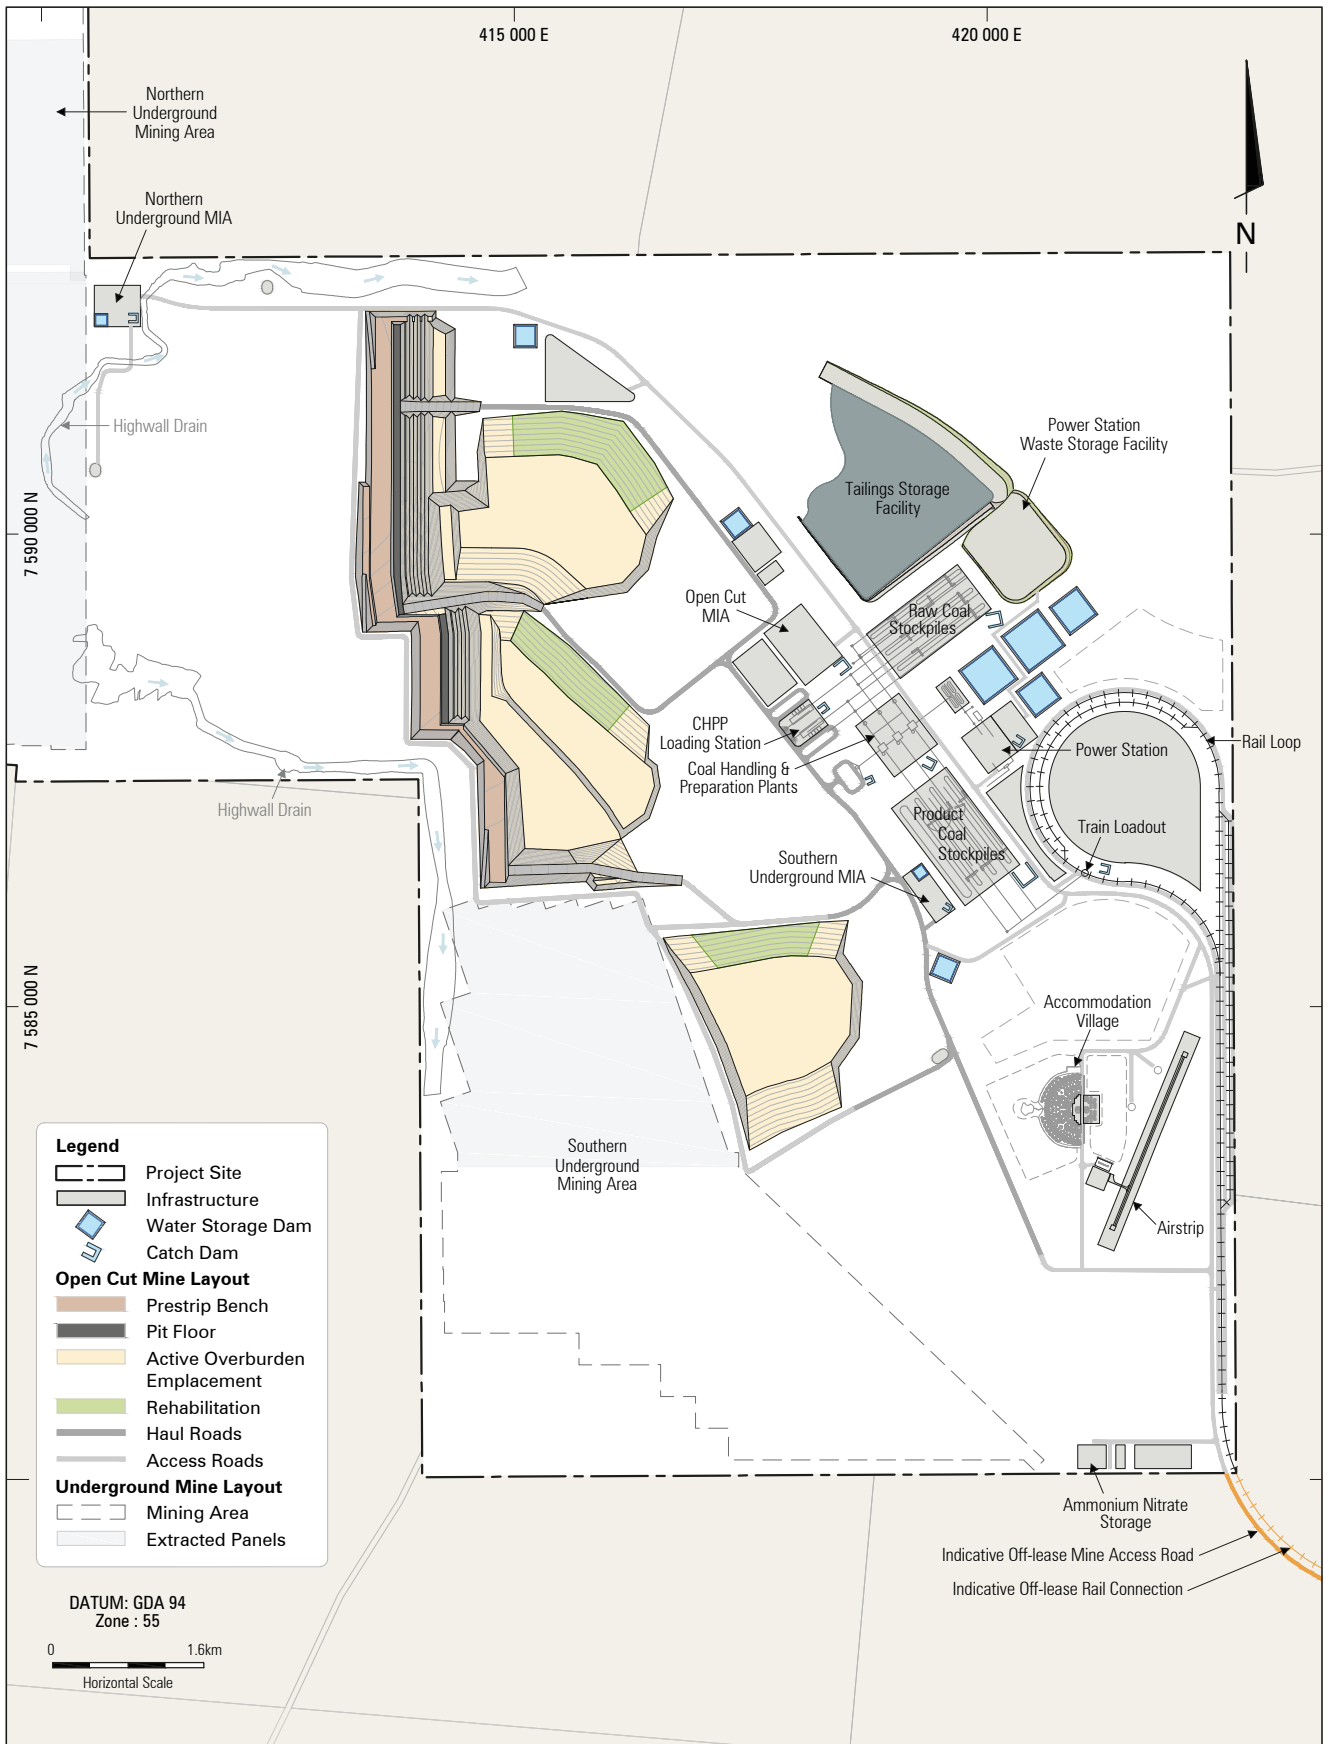 415 000 E
420 000 E
Northern
Underground
Mining Area
Northern
Underground MIA
N
Highwall Drain
Power Station
Waste Storage Facility
Tailings Storage
Facility
7 590 000 N
Open Cut
MIA
Raw Coal
Stockpiles
CHPP
Loading Station
Coal Handling &
Preparation Plants
Power Station
Rail Loop
Highwall Drain
Product
Coal
Stockpiles
Train Loadout
Southern
Underground MIA
7 585 000 N
Accommodation
Village
Southern
Underground
Mining Area
Airstrip
Legend
Project Site
Infrastructure
Water Storage Dam
Catch Dam
Open Cut Mine Layout
Prestrip Bench
Pit Floor
Active Overburden
Emplacement
Rehabilitation
Haul Roads
Access Roads
Underground Mine Layout
Mining Area
Extracted Panels
Ammonium Nitrate
Storage
Indicative Off-lease Mine Access Road
Indicative Off-lease Rail Connection
DATUM: GDA 94
Zone : 55
0 1.6km
Horizontal Scale